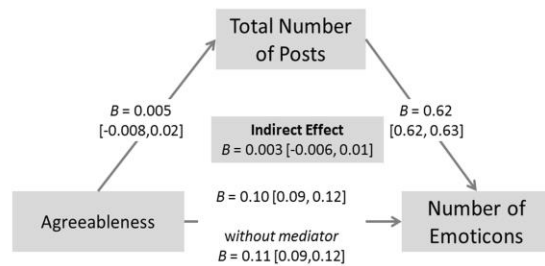 Total Number
of Posts
B = 0.005
[-0.008,0.02]
B = 0.62
[0.62, 0.63]
Indirect Effect
B = 0.003 [-0.006, 0.01]
Agreeableness
B = 0.10 [0.09, 0.12]
without mediator
B = 0.11 [0.09,0.12]
Number of
Emoticons